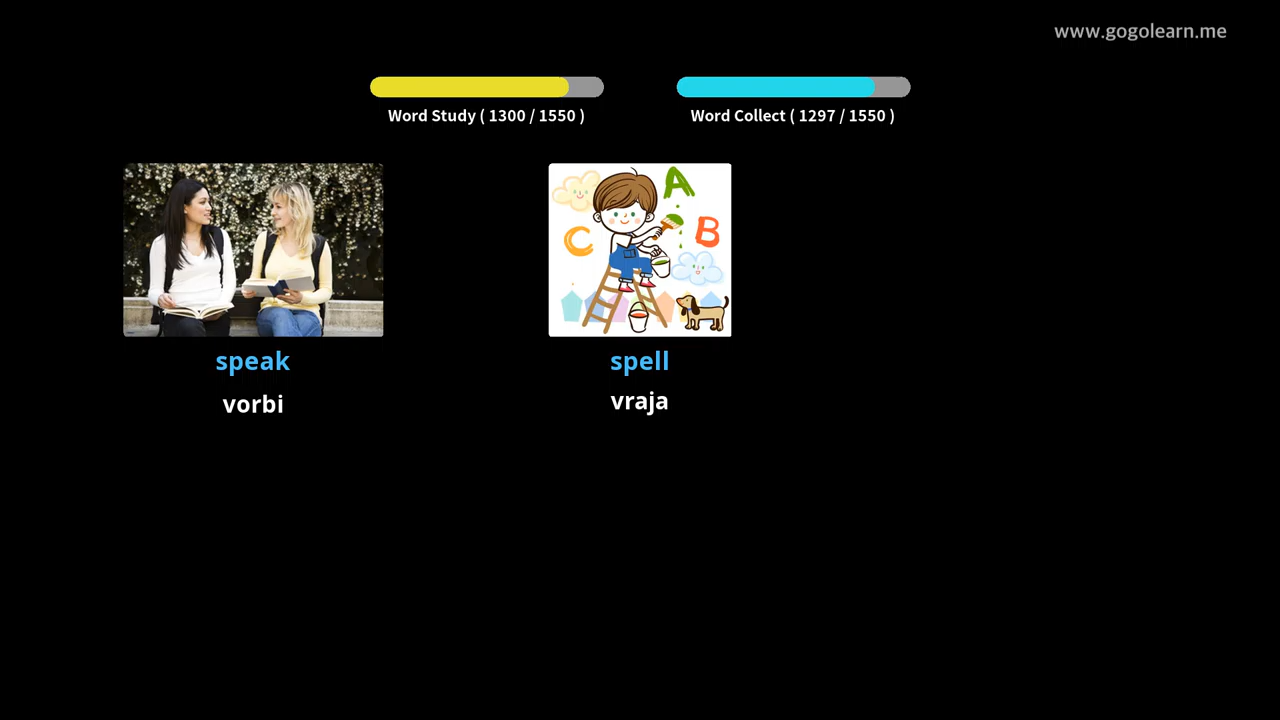 www.gogolearn.me
Word Study ( 1300 / 1550 )
Word Collect ( 1297 / 1550 )
A
B
C
speak
spell
vorbi
vraja